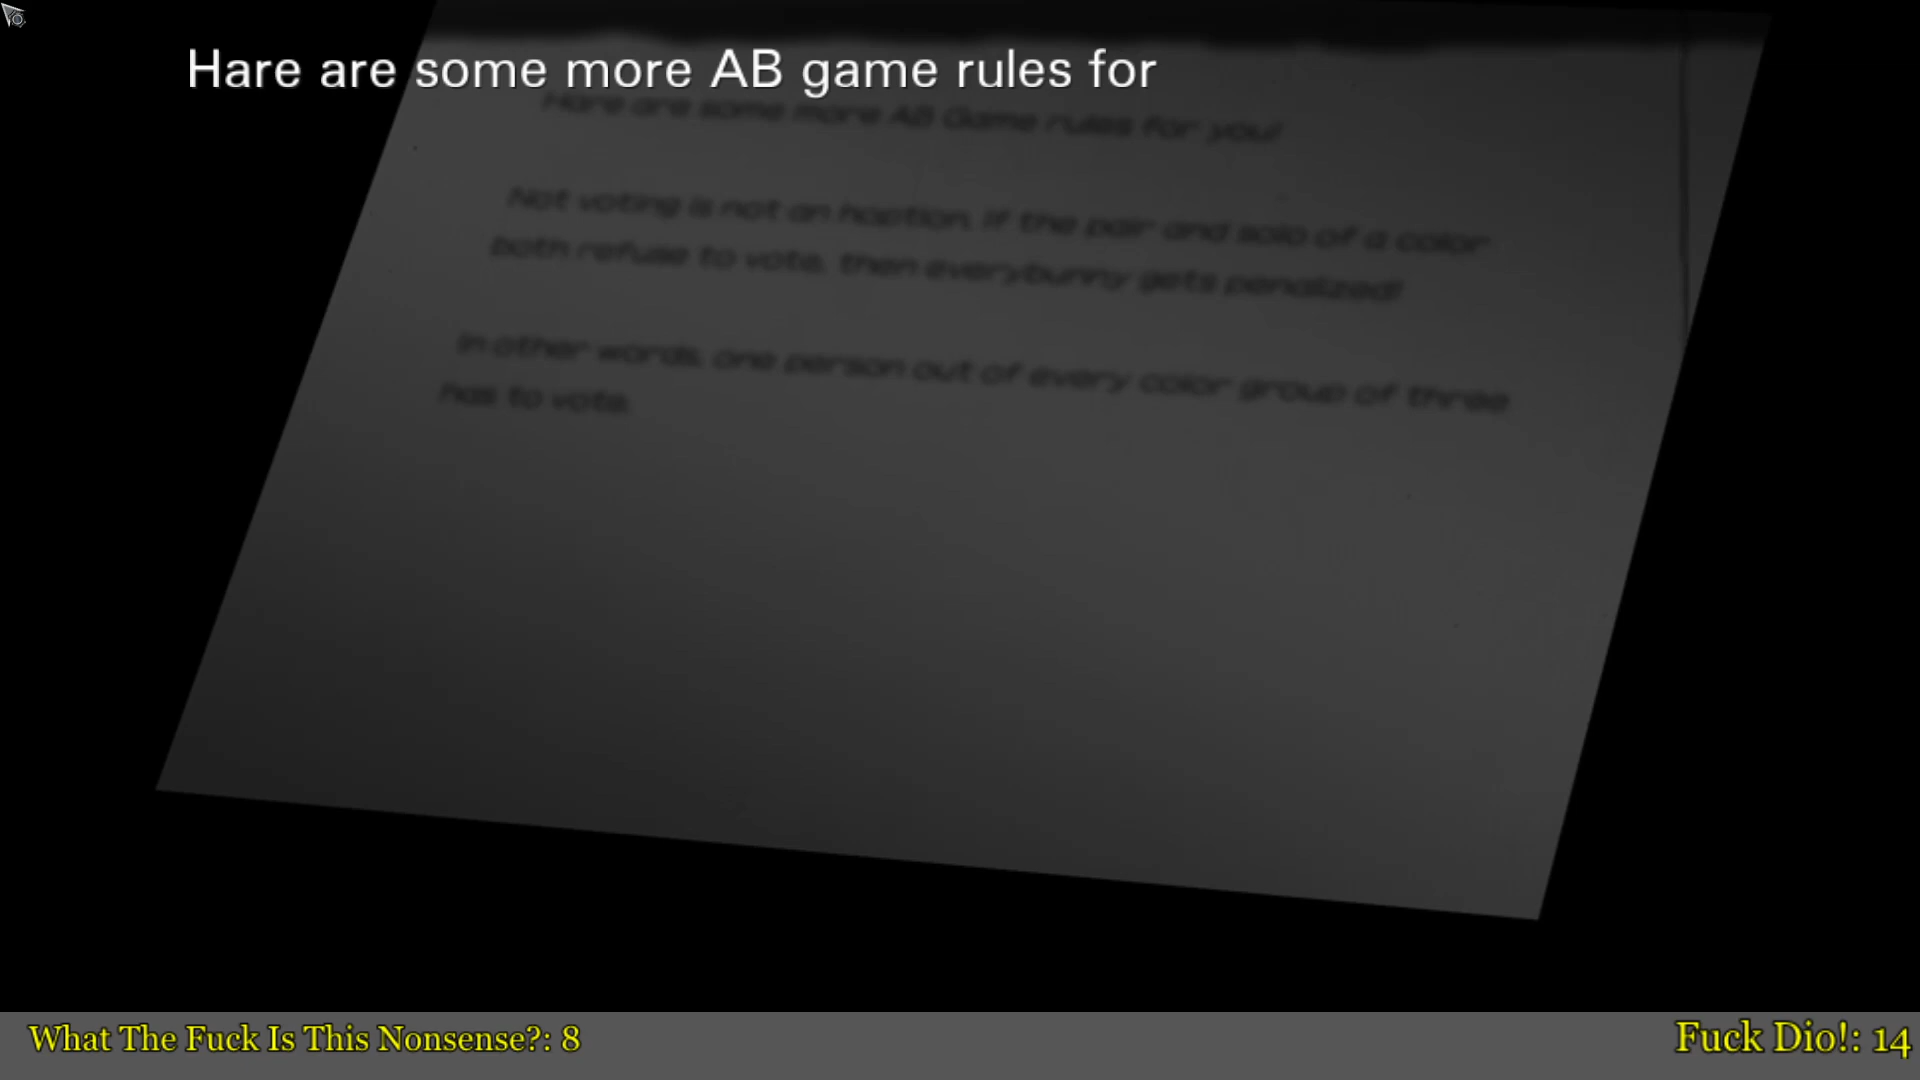 Hare are some more AB game rules for
Hare are some more AB Game rules for you!
Not voting is not an hoption. If the pair and solo of a color
both refuse to vote, then everybunny gets penalized!
In other words, one person out of every color group of three
has to vote.
What The Fuck Is This Nonsense?: 8
Fuck Dio!: 14